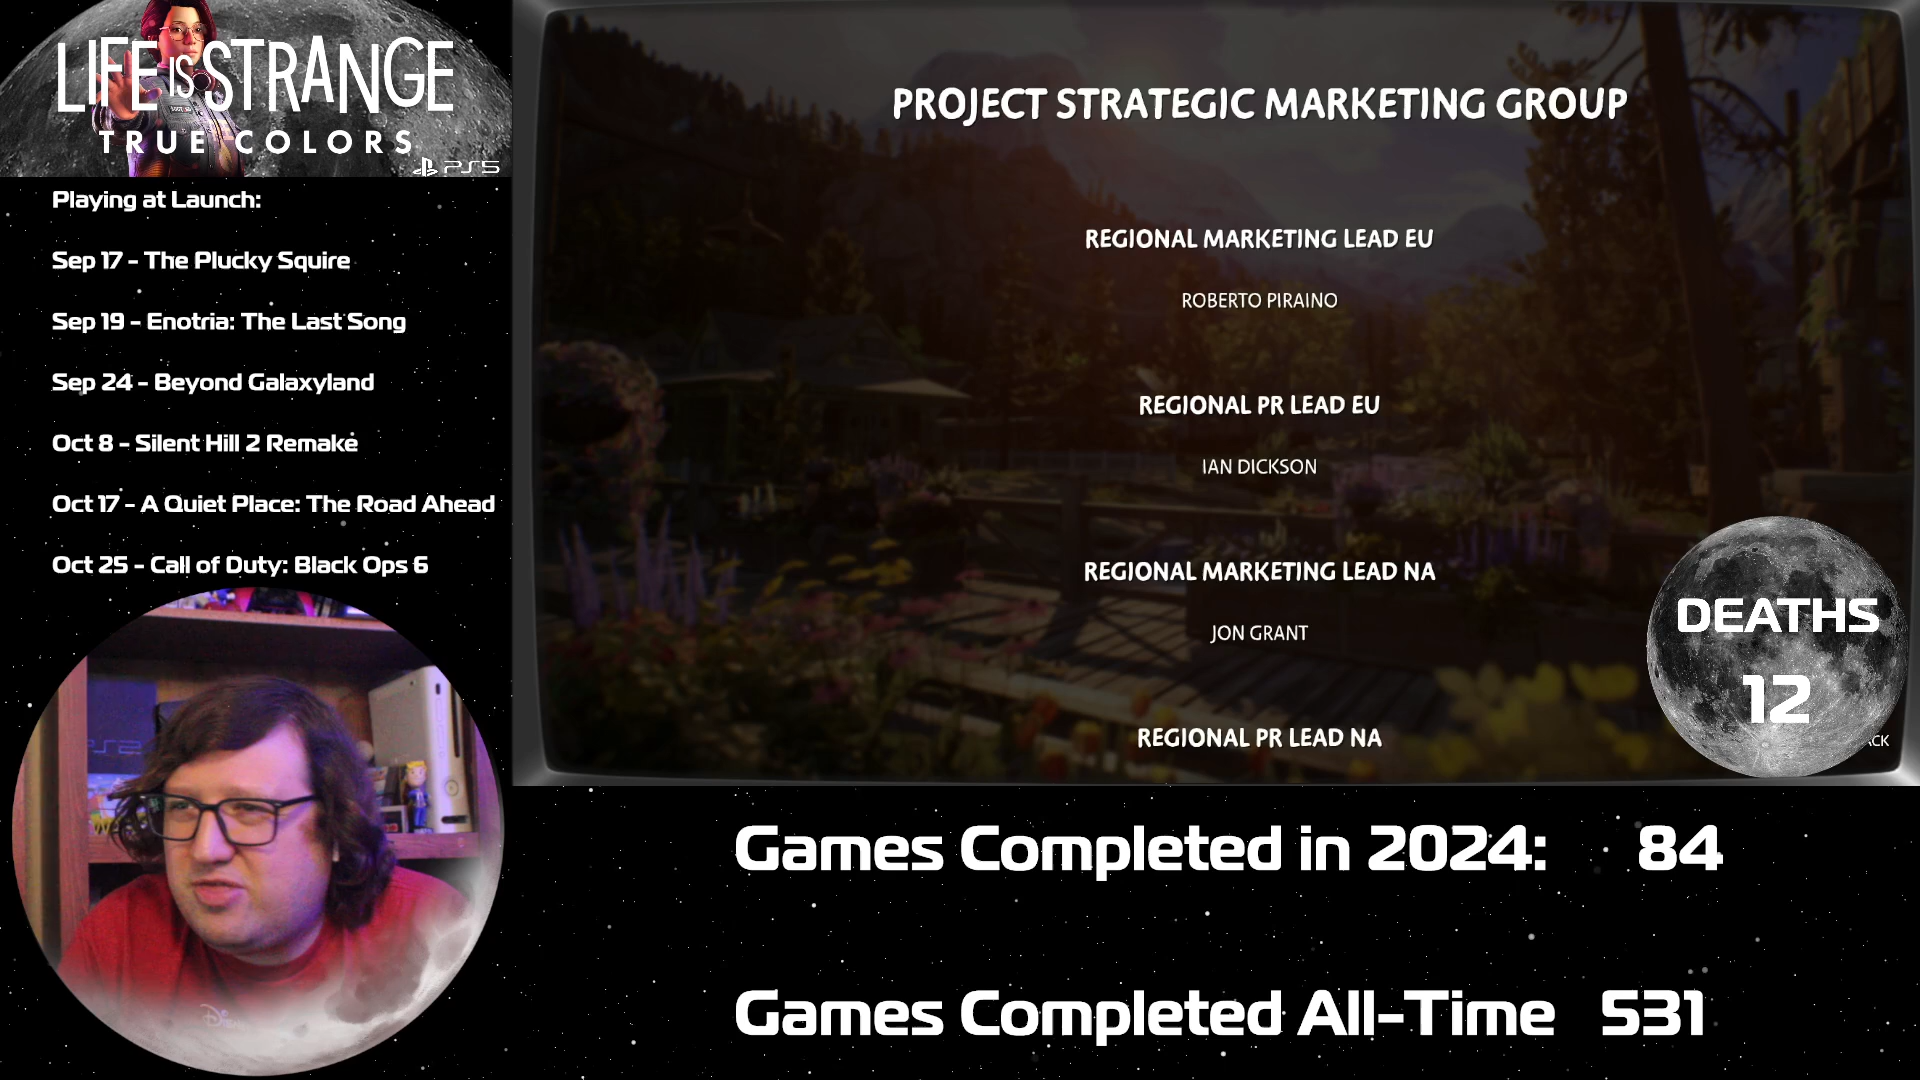 LIFE IS STRANGE
TRUE COLORS
PS5
Playing at Launch:
Sep 17 - The Plucky Squire
Sep 19 - Enotria: The Last Song
Sep 24 - Beyond Galaxyland
Oct 8 - Silent Hill 2 Remake
Oct 17 - A Quiet Place: The Road Ahead
Oct 25 - Call of Duty: Black Ops 6
PROJECT STRATEGIC MARKETING GROUP
REGIONAL MARKETING LEAD EU
ROBERTO PIRAINO
REGIONAL PR LEAD EU
IAN DICKSON
REGIONAL MARKETING LEAD NA
JON GRANT
REGIONAL PR LEAD NA
DEATHS
12
PS2
Games Completed in 2024: 84
Games Completed All-Time 531